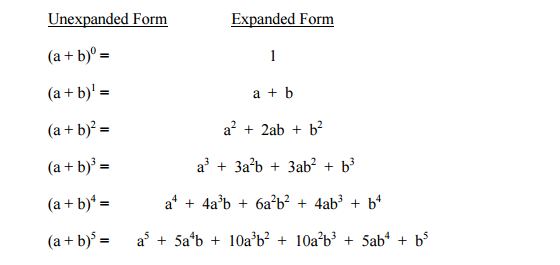 Unexpanded Form Expanded Form
(a + b)⁰ = 1
(a + b)¹ = a + b
(a + b)² = a² + 2ab + b²
(a + b)³ = a³ + 3a²b + 3ab² + b³
(a + b)⁴ = a⁴ + 4a³b + 6a²b² + 4ab³ + b⁴
(a + b)⁵ = a⁵ + 5a⁴b + 10a³b² + 10a²b³ + 5ab⁴ + b⁵